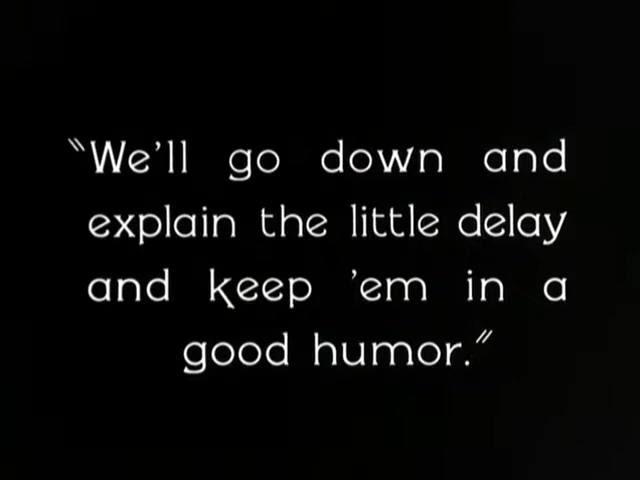 "We'll go down and
explain the little delay
and keep 'em in a
good humor."